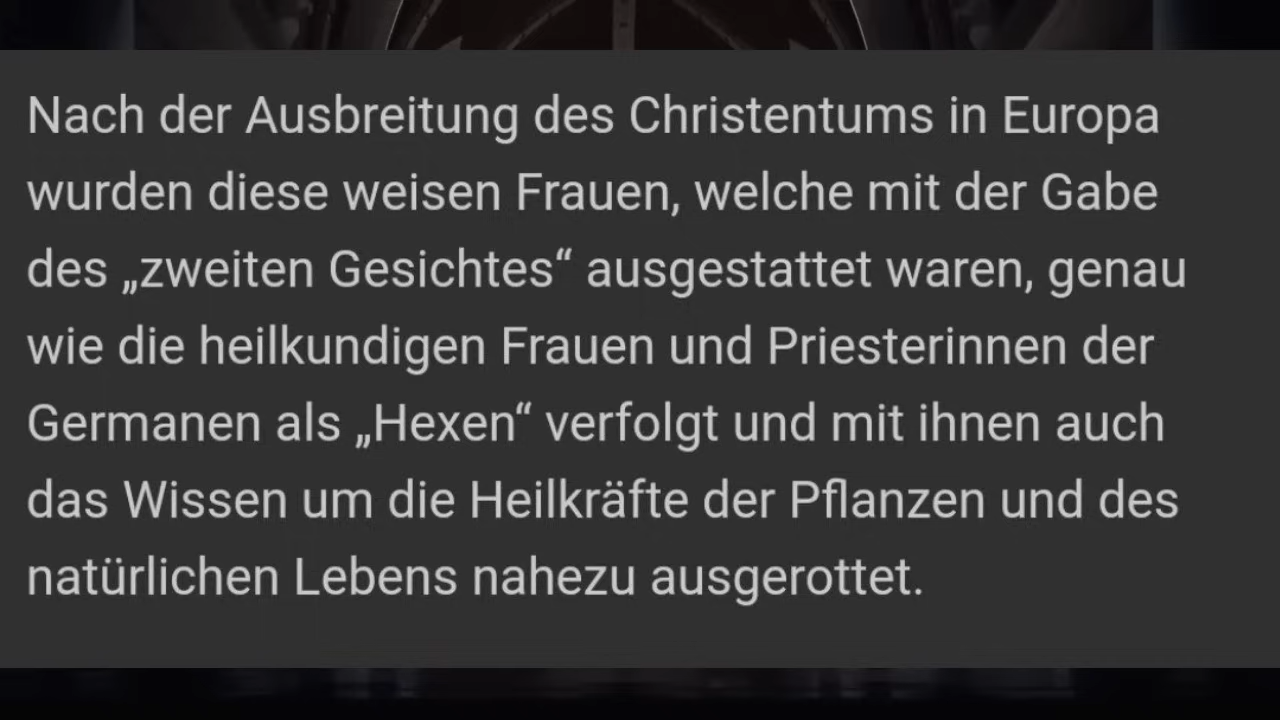 Nach der Ausbreitung des Christentums in Europa
wurden diese weisen Frauen, welche mit der Gabe
des „zweiten Gesichtes“ ausgestattet waren, genau
wie die heilkundigen Frauen und Priesterinnen der
Germanen als „Hexen“ verfolgt und mit ihnen auch
das Wissen um die Heilkräfte der Pflanzen und des
natürlichen Lebens nahezu ausgerottet.